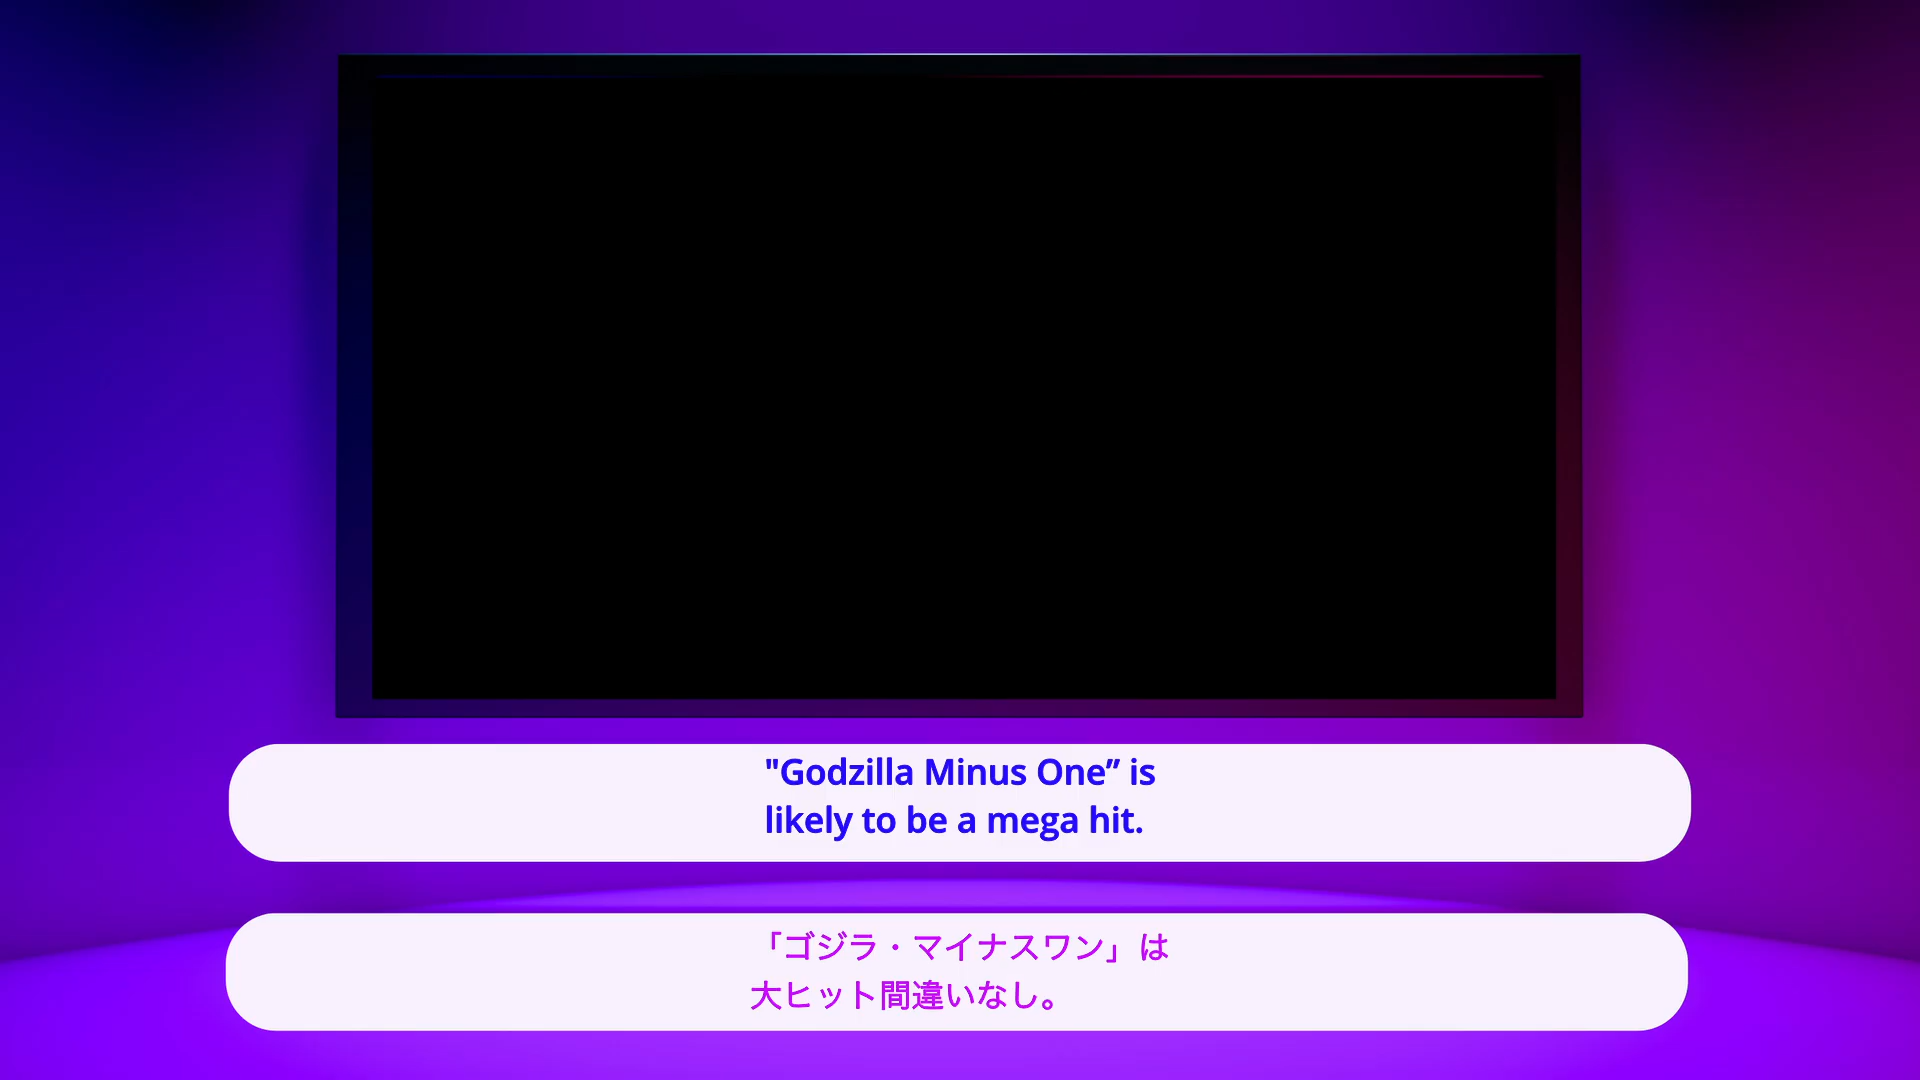 "Godzilla Minus One” is
likely to be a mega hit.
「ゴジラ・マイナスワン」は
大ヒット間違いなし。